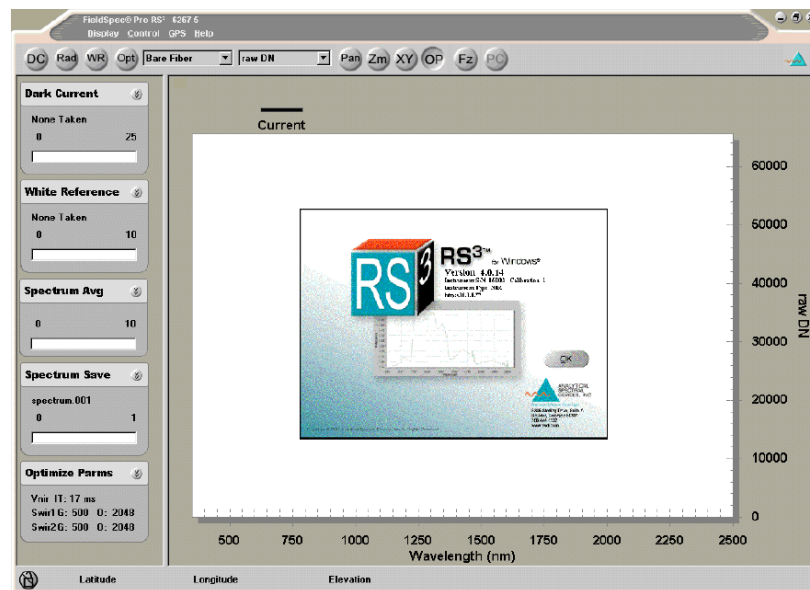 FieldSpec® Pro RS³ 6267 5
Display Control GPS Help
DC Rad WR Opt Bare Fiber raw DN Pan Zm XY OP Fz PC
Dark Current
None Taken
0 25
White Reference
None Taken
0 10
Spectrum Avg
0 10
Spectrum Save
spectrum.001
0 1
Optimize Parms
Vnir IT: 17 ms
Swir1 G: 500 O: 2048
Swir2 G: 500 O: 2048
Current
RS3
RS³™ for Windows®
Version 4.0.14
OK
ANALYTICAL
SPECTRAL
DEVICES, INC
60000
50000
40000
30000
20000
10000
0
raw DN
500 750 1000 1250 1500 1750 2000 2250 2500
Wavelength (nm)
Latitude Longitude Elevation